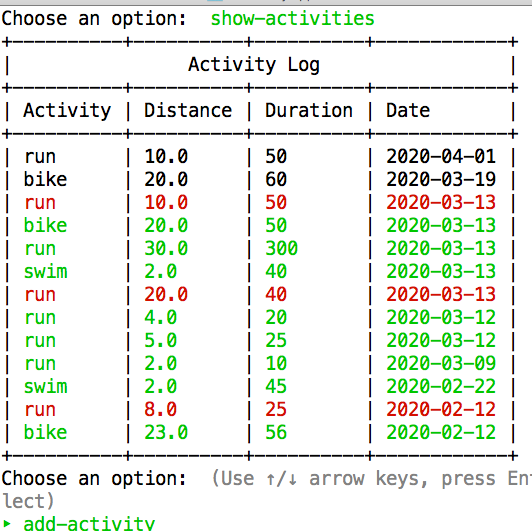 Choose an option: show-activities
Activity Log
Activity | Distance | Duration | Date
run | 10.0 | 50 | 2020-04-01
bike | 20.0 | 60 | 2020-03-19
run | 10.0 | 50 | 2020-03-13
bike | 20.0 | 50 | 2020-03-13
run | 30.0 | 300 | 2020-03-13
swim | 2.0 | 40 | 2020-03-13
run | 20.0 | 40 | 2020-03-13
run | 4.0 | 20 | 2020-03-12
run | 5.0 | 25 | 2020-03-12
run | 2.0 | 10 | 2020-03-09
swim | 2.0 | 45 | 2020-02-22
run | 8.0 | 25 | 2020-02-12
bike | 23.0 | 56 | 2020-02-12
Choose an option: (Use ↑/↓ arrow keys, press Ent
lect)
▸ add-activity